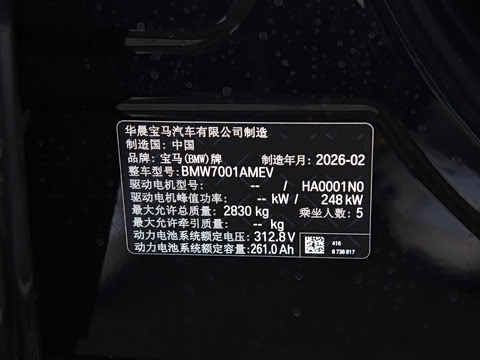 华晨宝马汽车有限公司制造
制造国: 中国
品牌: 宝马(BMW)牌 制造年月: 2026-02
整车型号: BMW7001AMEV
驱动电机型号: -- / HA0001N0
驱动电机峰值功率: -- kW / 248 kW
最大允许总质量: 2830 kg 乘坐人数: 5
最大允许牵引质量: -- kg
动力电池系统额定电压: 312.8 V
动力电池系统额定容量: 261.0 Ah
416
8 738 817